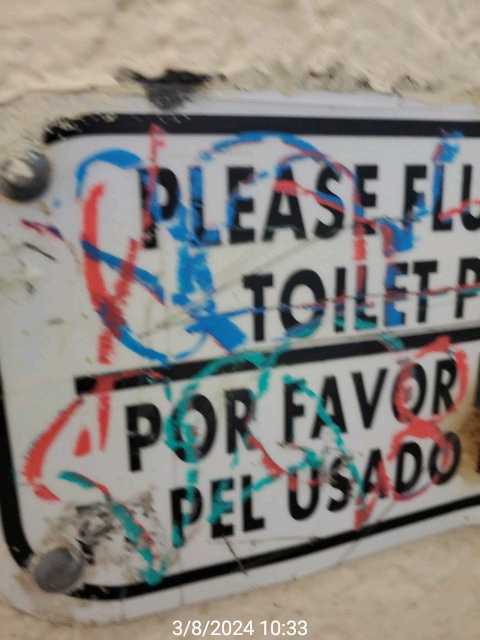 PLEASE FLU
TOILET P
POR FAVOR
PEL USADO
3/8/2024 10:33